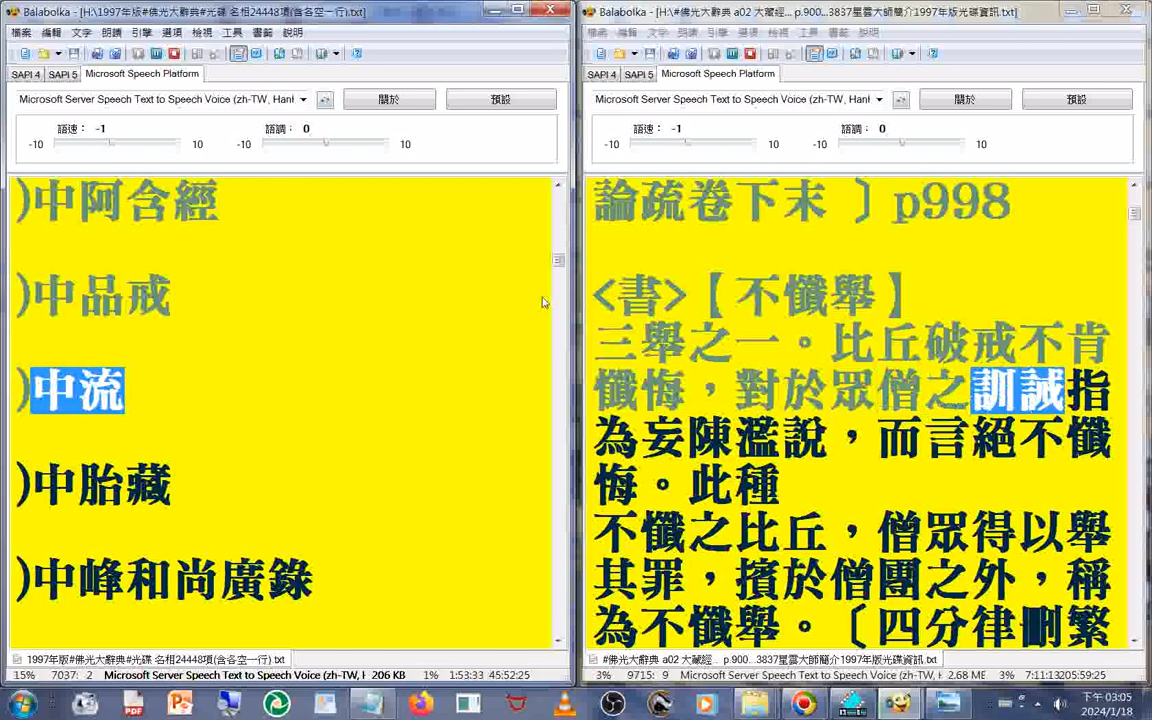 Balabolka - [H:\1997年版#佛光大辭典#光碟 名相24448項(含各空一行).txt]
檔案 編輯 文字 朗讀 引擎 選項 檢視 工具 書籤 說明
SAPI 4 SAPI 5 Microsoft Speech Platform
Microsoft Server Speech Text to Speech Voice (zh-TW, Hanl 關於 預設
語速： -1 語調： 0
-10 10 -10 10
)中阿含經
)中品戒
)中流
)中胎藏
)中峰和尚廣錄
1997年版#佛光大辭典#光碟 名相24448項(含各空一行).txt
15% 7037: 2 Microsoft Server Speech Text to Speech Voice (zh-TW, H 206 KB 1% 1:53:33 45:52:25
Balabolka - [H:\#佛光大辭典 a02 大藏經... p.900...3837星雲大師簡介1997年版光碟資訊.txt]
檔案 編輯 文字 朗讀 引擎 選項 檢視 工具 書籤 說明
SAPI 4 SAPI 5 Microsoft Speech Platform
Microsoft Server Speech Text to Speech Voice (zh-TW, Hanl 關於 預設
語速： -1 語調： 0
-10 10 -10 10
論疏卷下末 〕p998
<書>【不懺舉】
三舉之一。比丘破戒不肯
懺悔，對於眾僧之訓誡指
為妄陳濫說，而言絕不懺
悔。此種
不懺之比丘，僧眾得以舉
其罪，擯於僧團之外，稱
為不懺舉。〔四分律刪繁
#佛光大辭典 a02 大藏經... p.900...3837星雲大師簡介1997年版光碟資訊.txt
3% 9715: 9 Microsoft Server Speech Text to Speech Voice (zh-TW, H 2.68 ME 3% 7:11:13205:59:25
下午 03:05
2024/1/18